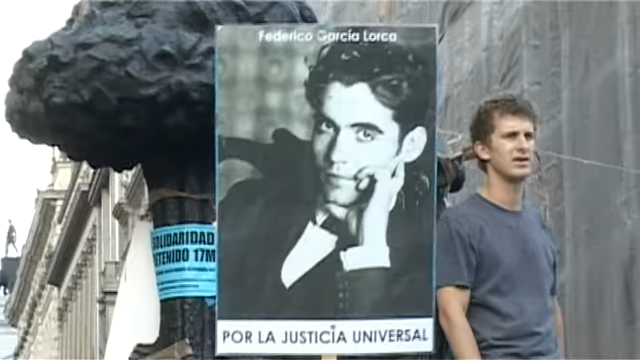 Federico García Lorca
SOLIDARIDAD
DETENIDO 17M
POR LA JUSTICIA UNIVERSAL